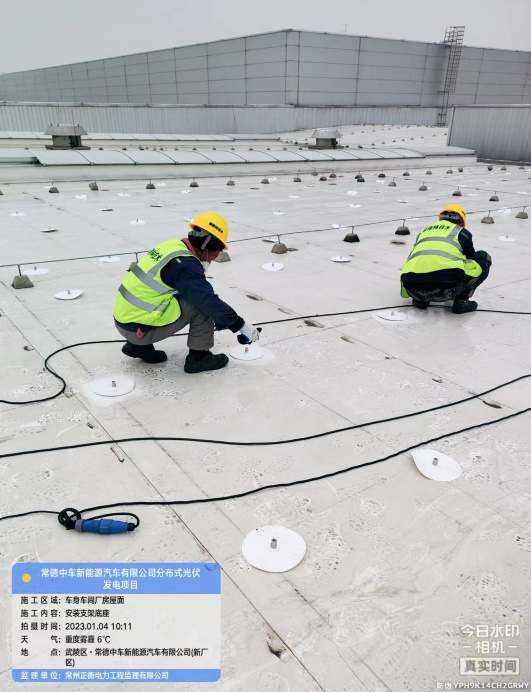 常德中车新能源汽车有限公司分布式光伏
发电项目
施工区域：车身车间厂房屋面
施工内容：安装支架底座
拍摄时间：2023.01.04 10:11
天气：重度雾霾 6℃
地点：武陵区·常德中车新能源汽车有限公司(新厂
区)
监理单位：常州正衡电力工程监理有限公司
今日水印
-相机-
真实时间
防伪 YPH9K14CH2GRWY